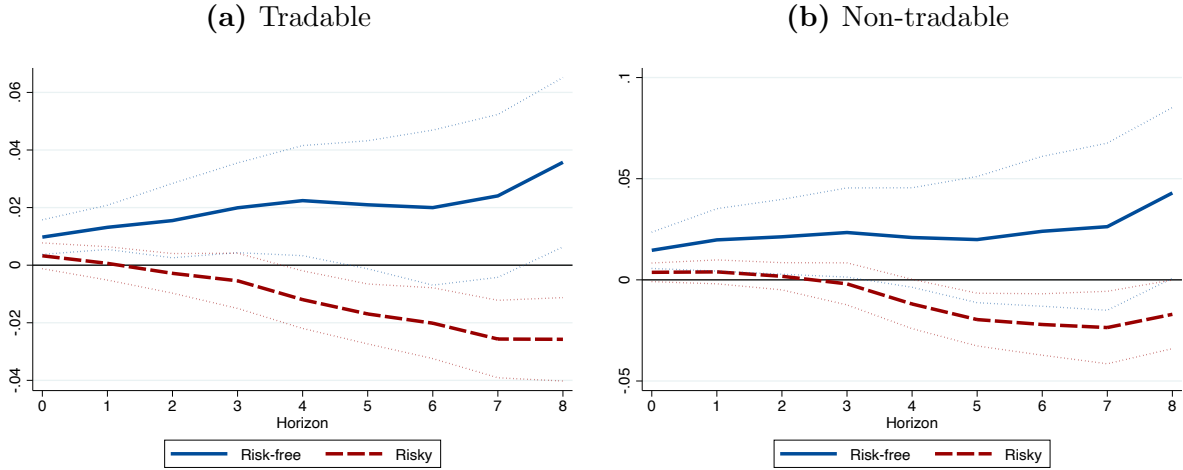 (a) Tradable
(b) Non-tradable
.06
.04
.02
0
-.02
-.04
0 1 2 3 4 5 6 7 8
Horizon
Risk-free Risky
.1
.05
0
-.05
0 1 2 3 4 5 6 7 8
Horizon
Risk-free Risky